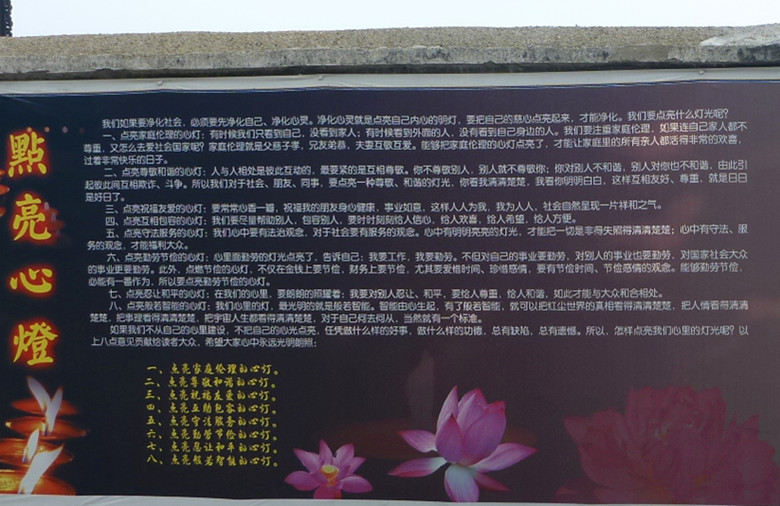 點亮心燈
我们如果要净化社会，必须要先净化自己、净化心灵。净化心灵就是点亮自己内心的明灯，要把自己的慈心点亮起来，才能净化。我们要点亮什么灯光呢？
一、点亮家庭伦理的心灯：有时候我们只看到自己，没看到家人；有时候看到外面的人，没有看到自己身边的人。我们要注重家庭伦理，如果连自己家人都不
尊重，又怎么去爱社会国家呢？家庭伦理就是父慈子孝，兄友弟恭，夫妻互敬互爱。能够把家庭伦理的心灯点亮了，才能让家庭里的所有亲人都活得非常的欢喜，
过着非常快乐的日子。
二、点亮尊敬和谐的心灯：人与人相处是彼此互动的，最要紧的是互相尊敬。你不尊敬别人，别人就不尊敬你；你对别人不和谐，别人对你也不和谐，由此引
起彼此间互相欺诈、斗争。所以我们对于社会、朋友、同事，要点亮一种尊敬、和谐的灯光，你看我清清楚楚，我看你明明白白，这样互相友好、尊重，就是日日
是好日了。
三、点亮祝福友爱的心灯：要常常心香一瓣，祝福我的朋友身心健康，事业如意，这样人人为我，我为人人，社会自然呈现一片祥和之气。
四、点亮互相包容的心灯：我们要尽量帮助别人，包容别人，要时时刻刻给人信心，给人欢喜，给人希望，给人方便。
五、点亮守法服务的心灯：我们心中要有法治观念，对于社会要有服务的观念。心中有明明亮亮的灯光，才能把一切是非得失照得清清楚楚；心中有守法、服
务的观念，才能福利大众。
六、点亮勤劳节俭的心灯：心里面勤劳的灯光点亮了，告诉自己：我要工作，我要勤劳。不但对自己的事业要勤劳，对别人的事业也要勤劳，对国家社会大众
的事业更要勤劳。此外，点燃节俭的心灯，不仅在金钱上要节俭，财务上要节俭，尤其要爱惜时间、珍惜感情，要有节俭时间、节俭感情的观念。能够勤劳节俭，
必能有一番作为，所以要点亮勤劳节俭的心灯。
七、点亮忍让和平的心灯：在我们的心里，要朗朗的照耀着：我要对别人忍让、和平，要给人尊重，给人和谐，如此才能与大众和合相处。
八、点亮般若智能的心灯：我们心里的灯，最光明的就是般若智能。智能由心生起，有了般若智能，就可以把红尘世界的真相看得清清楚楚，把人情看得清清
楚楚，把事理看得清清楚楚，把宇宙人生都看得清清楚楚，对于自己何去何从，当然就有一个标准。
如果我们不从自己的心里建设，不把自己的心光点亮，任凭做什么样的好事，做什么样的功德，总有缺陷，总有遗憾。所以，怎样点亮我们心里的灯光呢？以
上八点意见贡献给读者大众，希望大家心中永远光明朗照：
一、点亮家庭伦理的心灯。
二、点亮尊敬和谐的心灯。
三、点亮祝福友爱的心灯。
四、点亮互助包容的心灯。
五、点亮守法服务的心灯。
六、点亮勤劳节俭的心灯。
七、点亮忍让和平的心灯。
八、点亮般若智能的心灯。